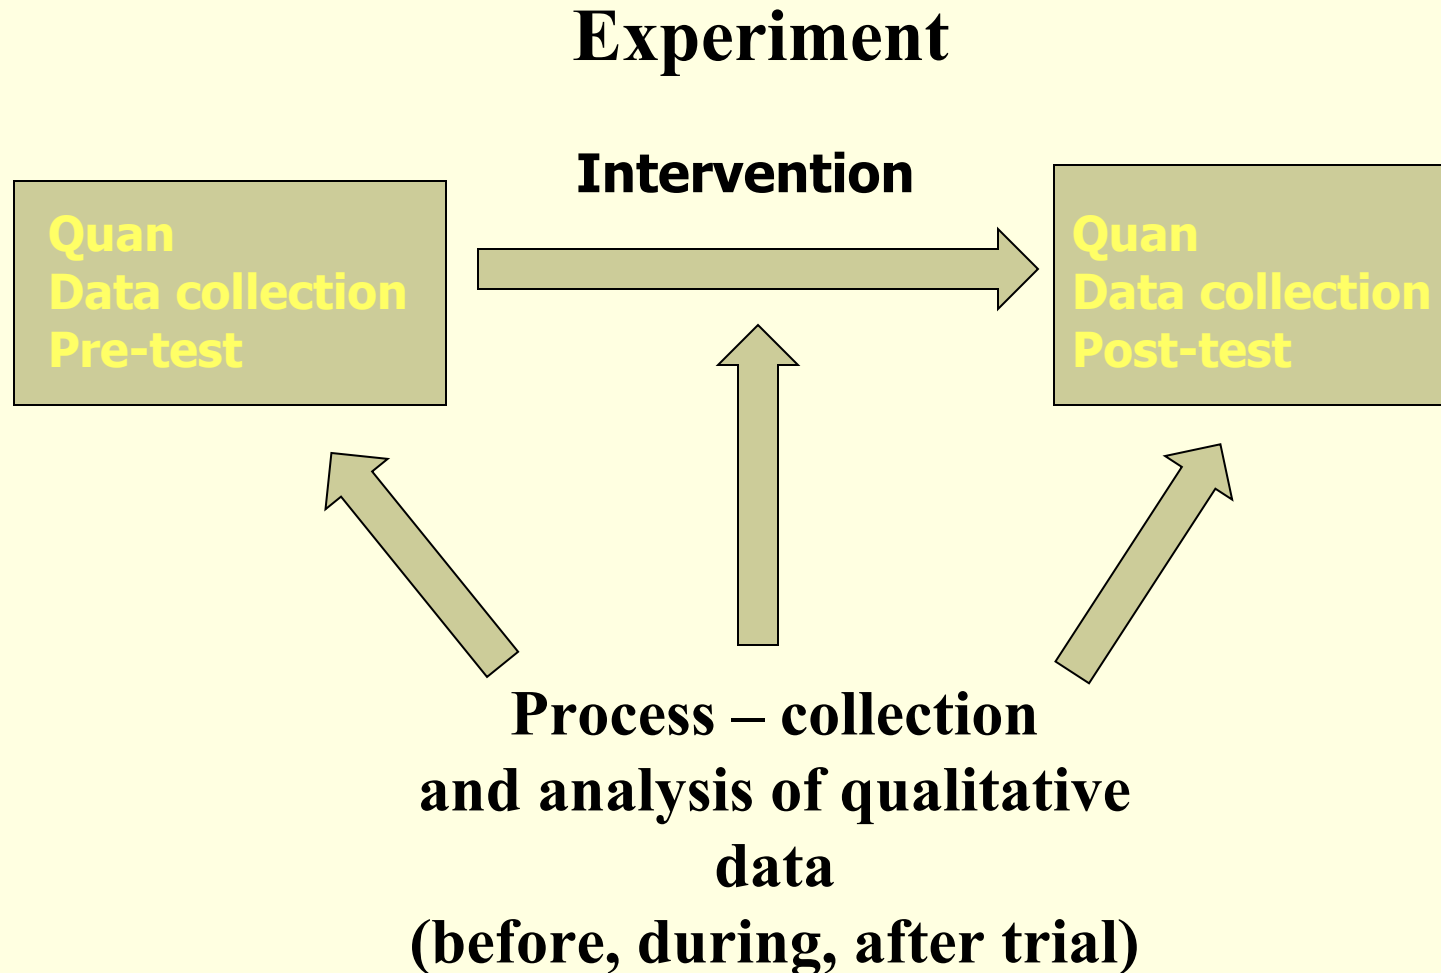 Experiment
Intervention
Quan
Data collection
Pre-test
Quan
Data collection
Post-test
Process – collection
and analysis of qualitative
data
(before, during, after trial)